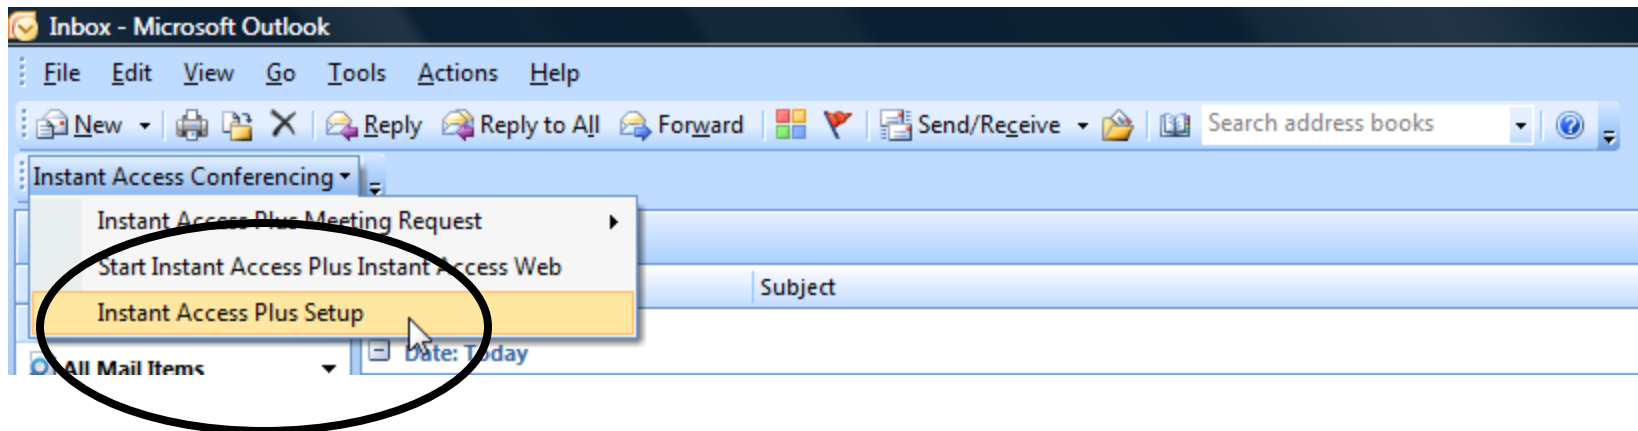 Inbox - Microsoft Outlook
File Edit View Go Tools Actions Help
New Reply Reply to All Forward Send/Receive Search address books
Instant Access Conferencing
Instant Access Plus Meeting Request
Start Instant Access Plus Instant Access Web
Subject
Instant Access Plus Setup
Date: Today
All Mail Items